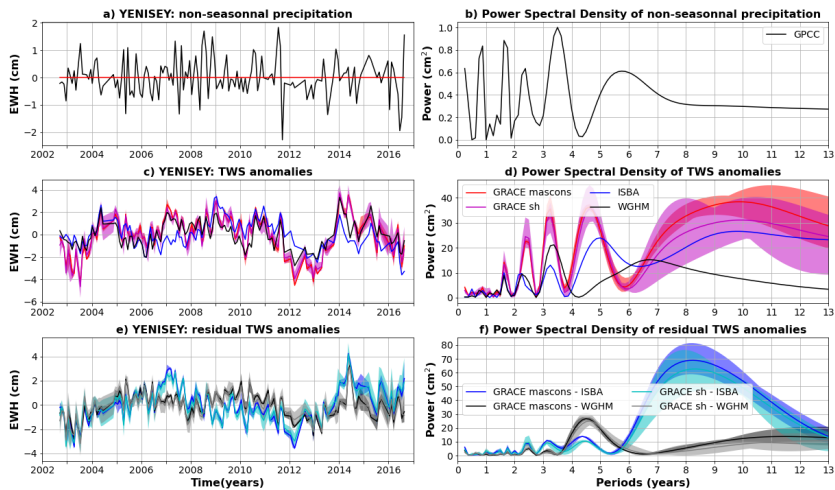 a) YENISEY: non-seasonnal precipitation
EWH (cm)
2
1
0
−1
−2
2002 2004 2006 2008 2010 2012 2014 2016
b) Power Spectral Density of non-seasonnal precipitation
Power (cm²)
1.0
0.8
0.6
0.4
0.2
0.0
GPCC
0 1 2 3 4 5 6 7 8 9 10 11 12 13
c) YENISEY: TWS anomalies
EWH (cm)
4
2
0
−2
−4
−6
2002 2004 2006 2008 2010 2012 2014 2016
d) Power Spectral Density of TWS anomalies
Power (cm²)
40
30
20
10
0
GRACE mascons ISBA
GRACE sh WGHM
0 1 2 3 4 5 6 7 8 9 10 11 12 13
e) YENISEY: residual TWS anomalies
EWH (cm)
4
2
0
−2
−4
2002 2004 2006 2008 2010 2012 2014 2016
Time(years)
f) Power Spectral Density of residual TWS anomalies
Power (cm²)
80
70
60
50
40
30
20
10
0
GRACE mascons - ISBA GRACE sh - ISBA
GRACE mascons - WGHM GRACE sh - WGHM
0 1 2 3 4 5 6 7 8 9 10 11 12 13
Periods (years)